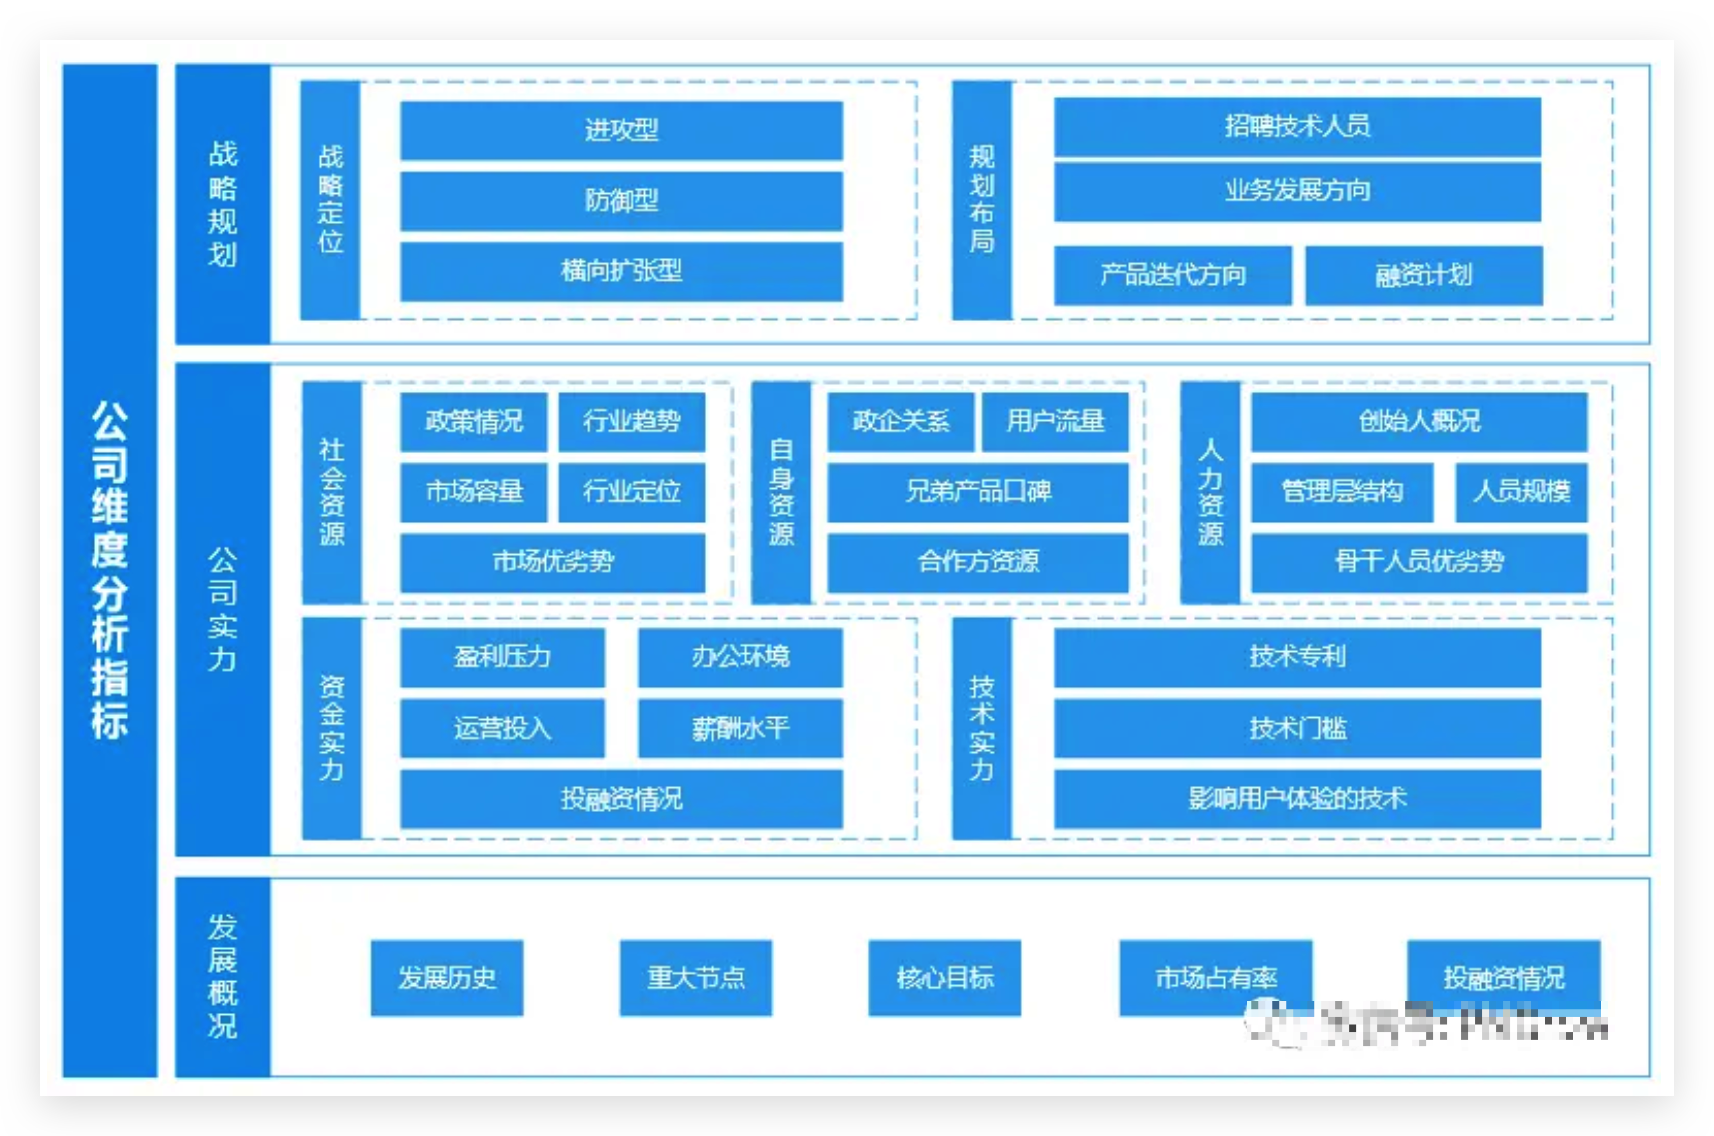 公司维度分析指标
战略规划
战略定位
进攻型
防御型
横向扩张型
规划布局
招聘技术人员
业务发展方向
产品迭代方向
融资计划
公司实力
社会资源
政策情况
行业趋势
市场容量
行业定位
市场优劣势
自身资源
政企关系
用户流量
兄弟产品口碑
合作方资源
人力资源
创始人概况
管理层结构
人员规模
骨干人员优劣势
资金实力
盈利压力
办公环境
运营投入
薪酬水平
投融资情况
技术实力
技术专利
技术门槛
影响用户体验的技术
发展概况
发展历史
重大节点
核心目标
市场占有率
投融资情况